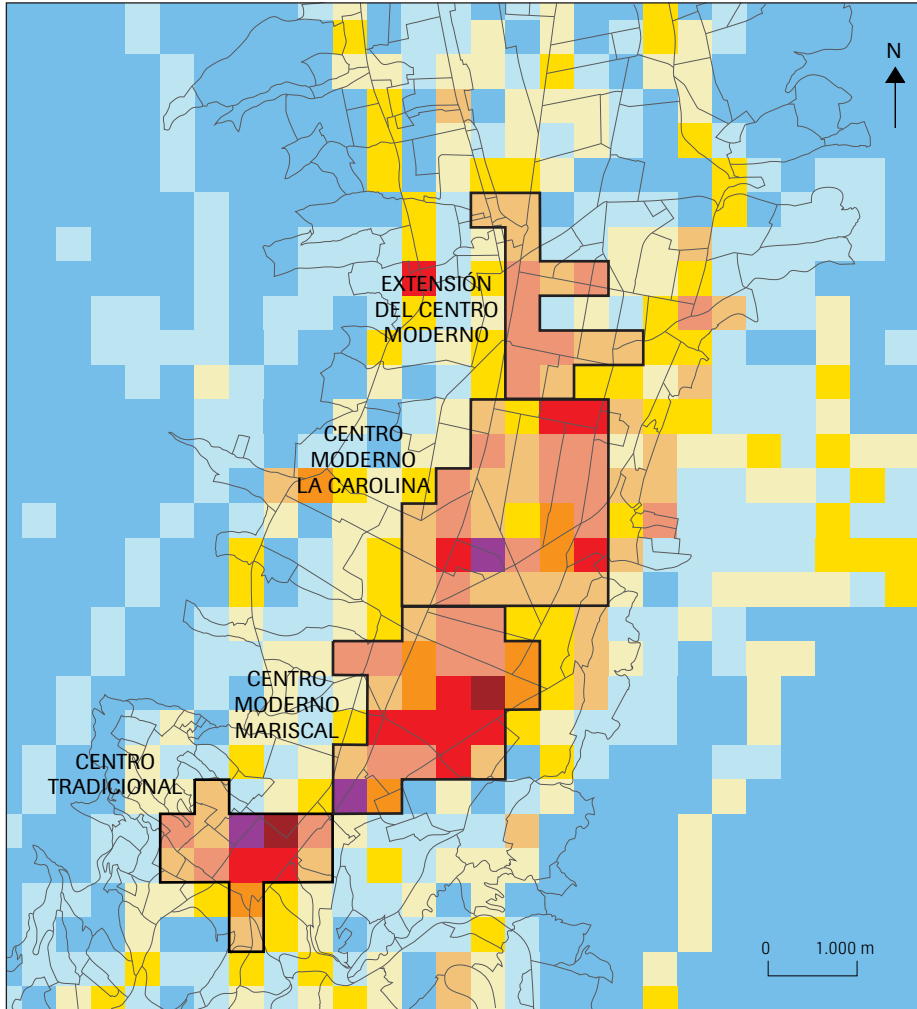 N
EXTENSIÓN
DEL CENTRO
MODERNO
CENTRO
MODERNO
LA CAROLINA
CENTRO
MODERNO
MARISCAL
CENTRO
TRADICIONAL
0 1.000 m